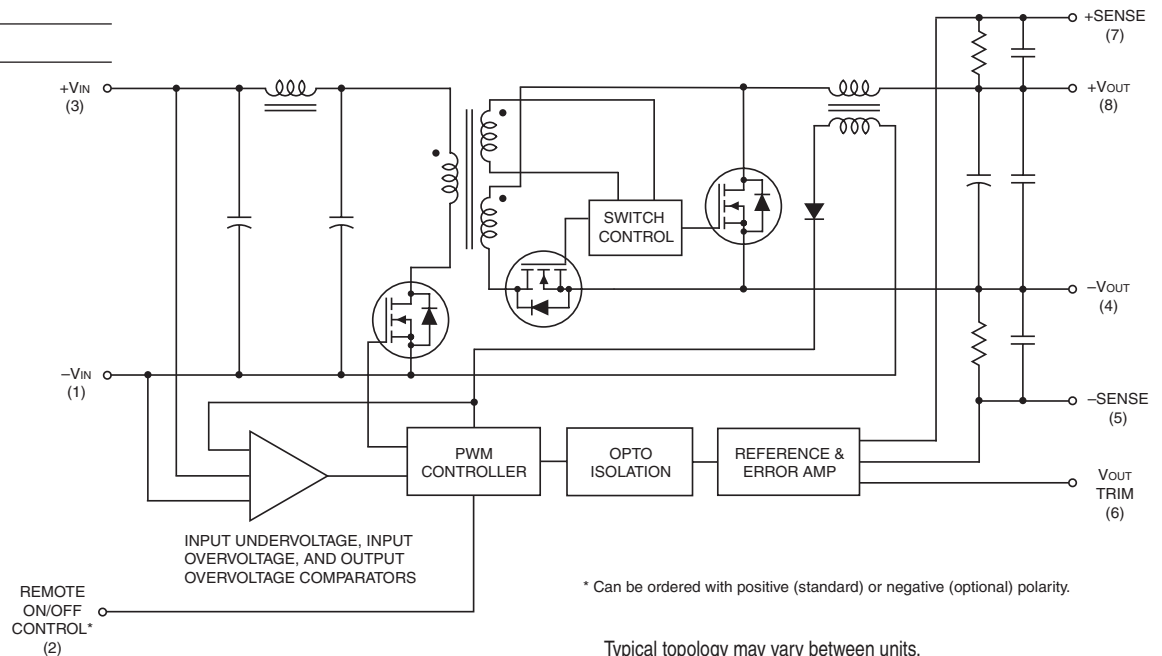 +SENSE
(7)
+VIN
(3)
+VOUT
(8)
SWITCH
CONTROL
−VOUT
(4)
−VIN
(1)
−SENSE
(5)
PWM
CONTROLLER
OPTO
ISOLATION
REFERENCE &
ERROR AMP
VOUT
TRIM
(6)
INPUT UNDERVOLTAGE, INPUT
OVERVOLTAGE, AND OUTPUT
OVERVOLTAGE COMPARATORS
REMOTE
ON/OFF
CONTROL*
(2)
* Can be ordered with positive (standard) or negative (optional) polarity.
Typical topology may vary between units.